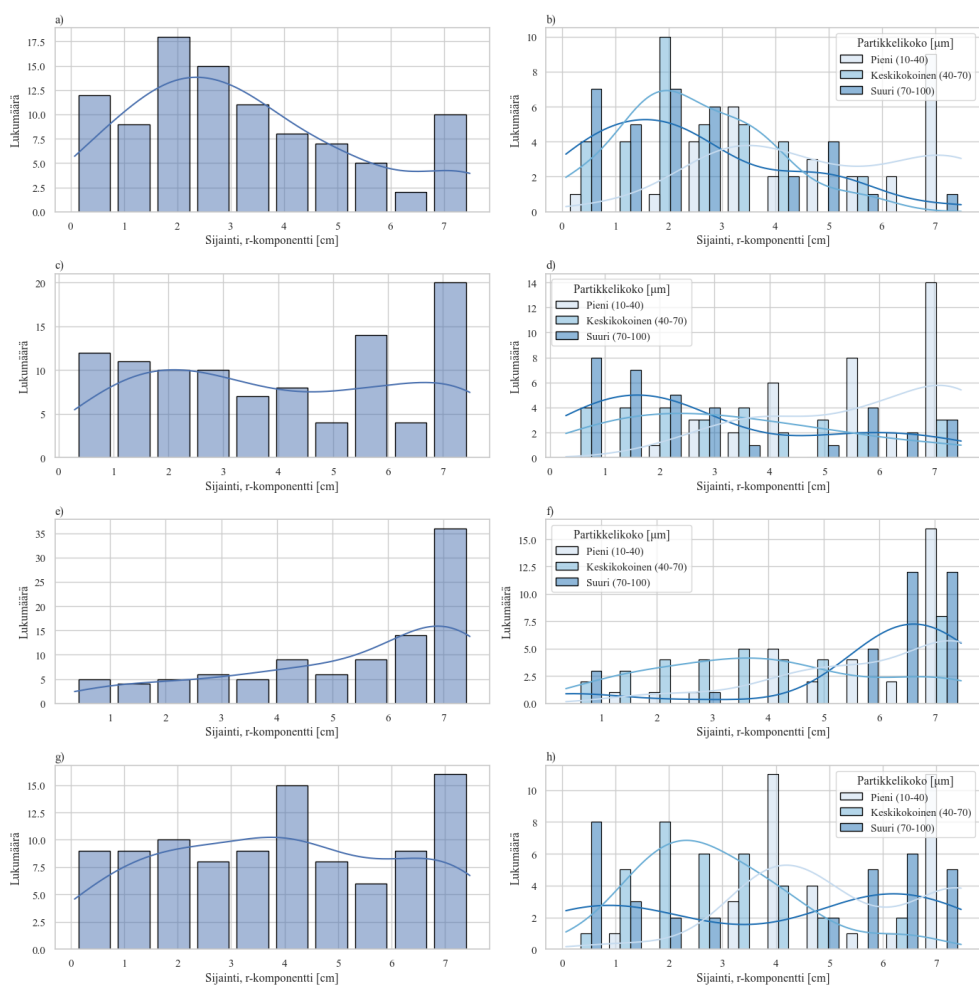 a)
17.5
15.0
12.5
10.0
7.5
5.0
2.5
0.0
Lukumäärä
0 1 2 3 4 5 6 7
Sijainti, r-komponentti [cm]
b)
10
8
6
4
2
0
Lukumäärä
Partikkelikoko [µm]
Pieni (10-40)
Keskikokoinen (40-70)
Suuri (70-100)
0 1 2 3 4 5 6 7
Sijainti, r-komponentti [cm]
c)
20
15
10
5
0
Lukumäärä
0 1 2 3 4 5 6 7
Sijainti, r-komponentti [cm]
d)
14
12
10
8
6
4
2
0
Lukumäärä
Partikkelikoko [µm]
Pieni (10-40)
Keskikokoinen (40-70)
Suuri (70-100)
0 1 2 3 4 5 6 7
Sijainti, r-komponentti [cm]
e)
35
30
25
20
15
10
5
0
Lukumäärä
1 2 3 4 5 6 7
Sijainti, r-komponentti [cm]
f)
15.0
12.5
10.0
7.5
5.0
2.5
0.0
Lukumäärä
Partikkelikoko [µm]
Pieni (10-40)
Keskikokoinen (40-70)
Suuri (70-100)
1 2 3 4 5 6 7
Sijainti, r-komponentti [cm]
g)
15.0
12.5
10.0
7.5
5.0
2.5
0.0
Lukumäärä
0 1 2 3 4 5 6 7
Sijainti, r-komponentti [cm]
h)
10
8
6
4
2
0
Lukumäärä
Partikkelikoko [µm]
Pieni (10-40)
Keskikokoinen (40-70)
Suuri (70-100)
0 1 2 3 4 5 6 7
Sijainti, r-komponentti [cm]